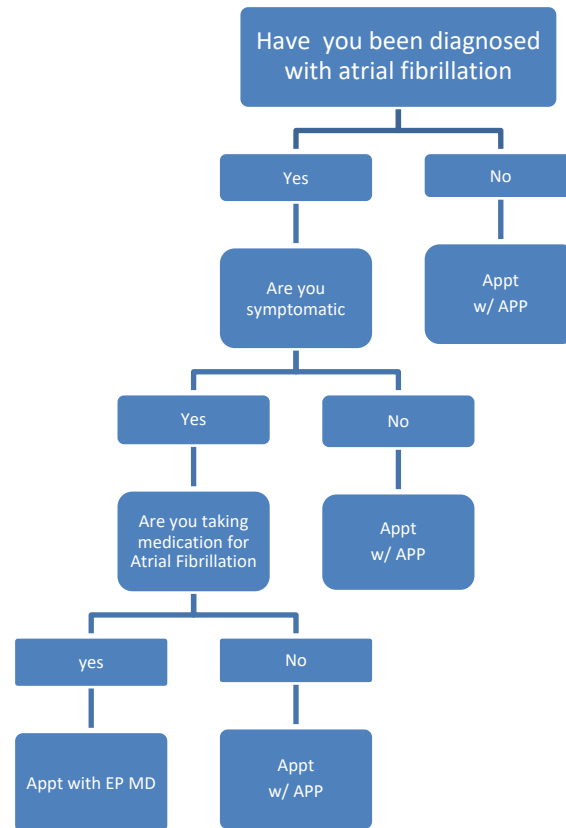 Have you been diagnosed
with atrial fibrillation
Yes
No
Are you
symptomatic
Appt
w/ APP
Yes
No
Are you taking
medication for
Atrial Fibrillation
Appt
w/ APP
yes
No
Appt with EP MD
Appt
w/ APP